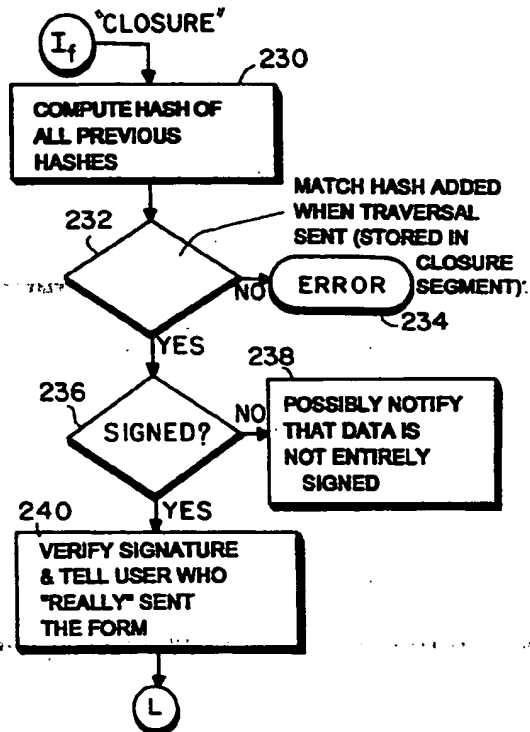 "CLOSURE"
If
230
COMPUTE HASH OF
ALL PREVIOUS
HASHES
MATCH HASH ADDED
WHEN TRAVERSAL
SENT (STORED IN
CLOSURE
SEGMENT)
232
NO
ERROR
234
YES
238
236
SIGNED?
NO
POSSIBLY NOTIFY
THAT DATA IS
NOT ENTIRELY
SIGNED
YES
240
VERIFY SIGNATURE
& TELL USER WHO
"REALLY" SENT
THE FORM
L